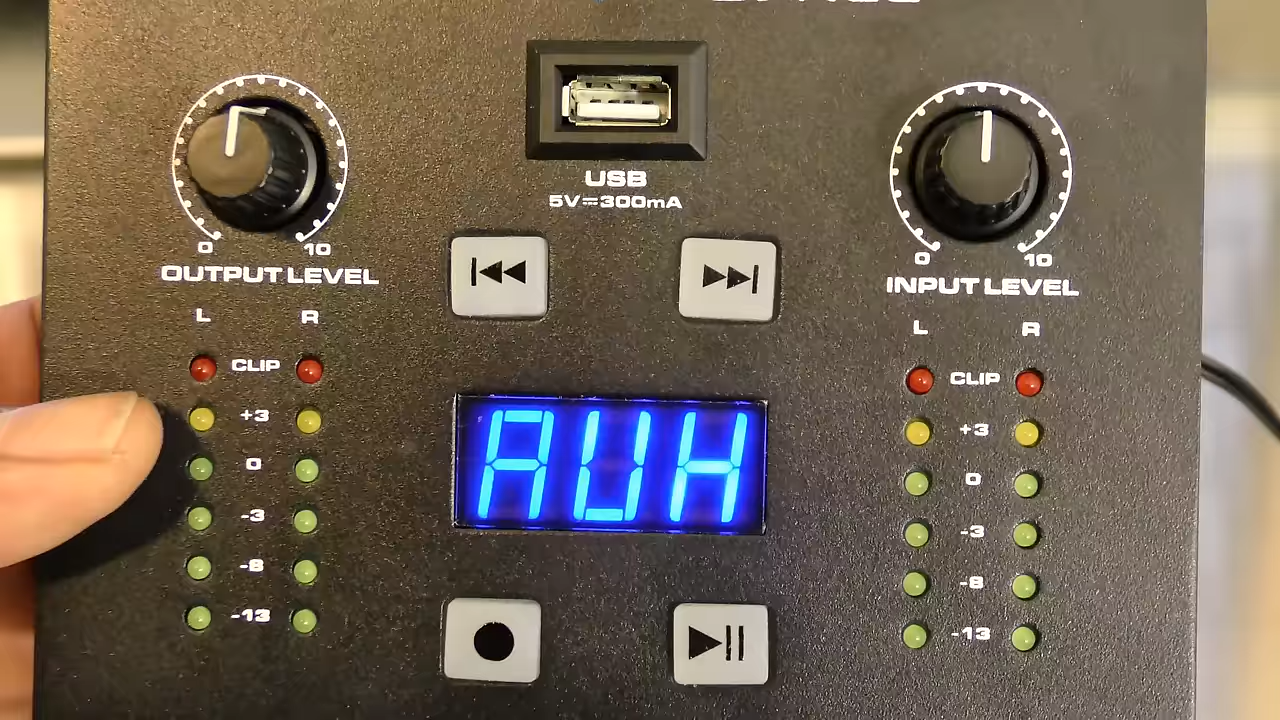 USB
5V⎓300mA
0 10
OUTPUT LEVEL
0 10
INPUT LEVEL
L R
CLIP
+3
0
-3
-8
-13
AUH
L R
CLIP
+3
0
-3
-8
-13